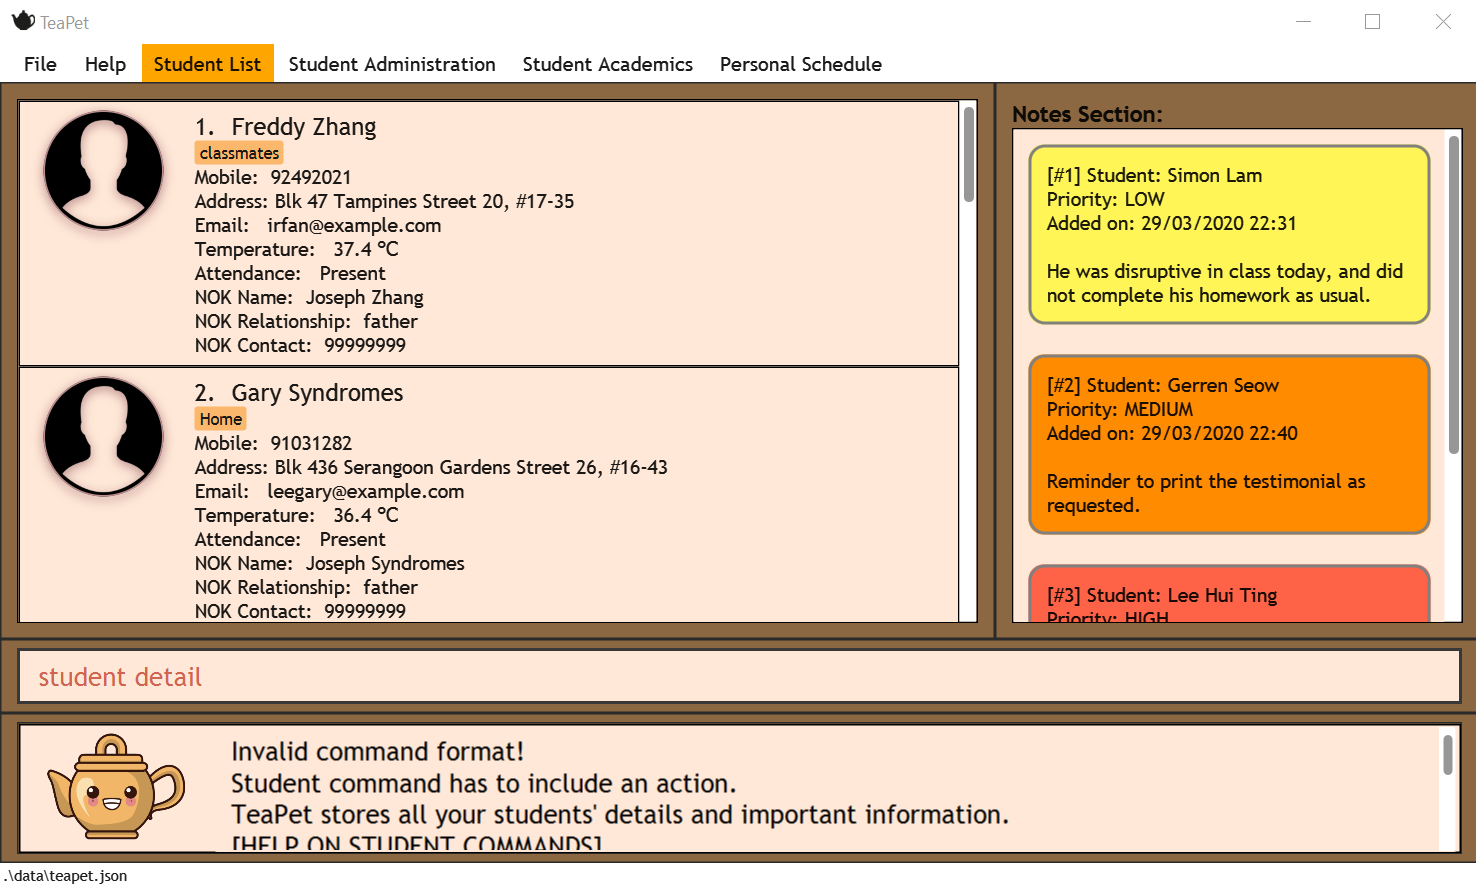 TeaPet
File Help Student List Student Administration Student Academics Personal Schedule
1. Freddy Zhang
classmates
Mobile: 92492021
Address: Blk 47 Tampines Street 20, #17-35
Email: irfan@example.com
Temperature: 37.4 °C
Attendance: Present
NOK Name: Joseph Zhang
NOK Relationship: father
NOK Contact: 99999999
2. Gary Syndromes
Home
Mobile: 91031282
Address: Blk 436 Serangoon Gardens Street 26, #16-43
Email: leegary@example.com
Temperature: 36.4 °C
Attendance: Present
NOK Name: Joseph Syndromes
NOK Relationship: father
NOK Contact: 99999999
Notes Section:
[#1] Student: Simon Lam
Priority: LOW
Added on: 29/03/2020 22:31
He was disruptive in class today, and did
not complete his homework as usual.
[#2] Student: Gerren Seow
Priority: MEDIUM
Added on: 29/03/2020 22:40
Reminder to print the testimonial as
requested.
[#3] Student: Lee Hui Ting
Priority: HIGH
student detail
Invalid command format!
Student command has to include an action.
TeaPet stores all your students' details and important information.
[HELP ON STUDENT COMMANDS]
.\data\teapet.json